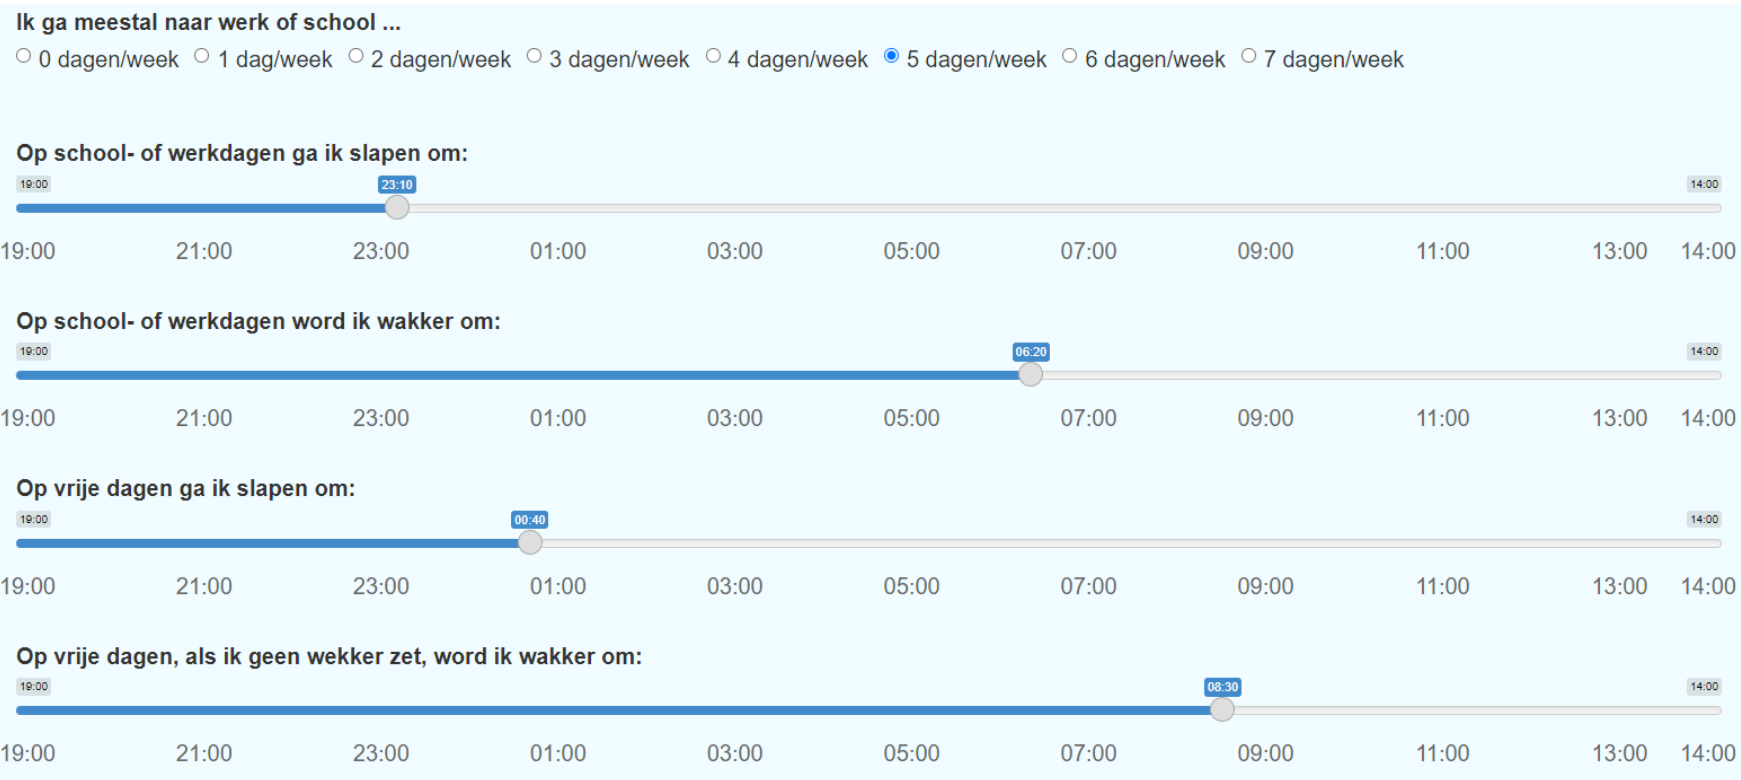 Ik ga meestal naar werk of school ...
0 dagen/week 1 dag/week 2 dagen/week 3 dagen/week 4 dagen/week 5 dagen/week 6 dagen/week 7 dagen/week
Op school- of werkdagen ga ik slapen om:
19:00 23:10 14:00
19:00 21:00 23:00 01:00 03:00 05:00 07:00 09:00 11:00 13:00 14:00
Op school- of werkdagen word ik wakker om:
19:00 06:20 14:00
19:00 21:00 23:00 01:00 03:00 05:00 07:00 09:00 11:00 13:00 14:00
Op vrije dagen ga ik slapen om:
19:00 00:40 14:00
19:00 21:00 23:00 01:00 03:00 05:00 07:00 09:00 11:00 13:00 14:00
Op vrije dagen, als ik geen wekker zet, word ik wakker om:
19:00 08:30 14:00
19:00 21:00 23:00 01:00 03:00 05:00 07:00 09:00 11:00 13:00 14:00